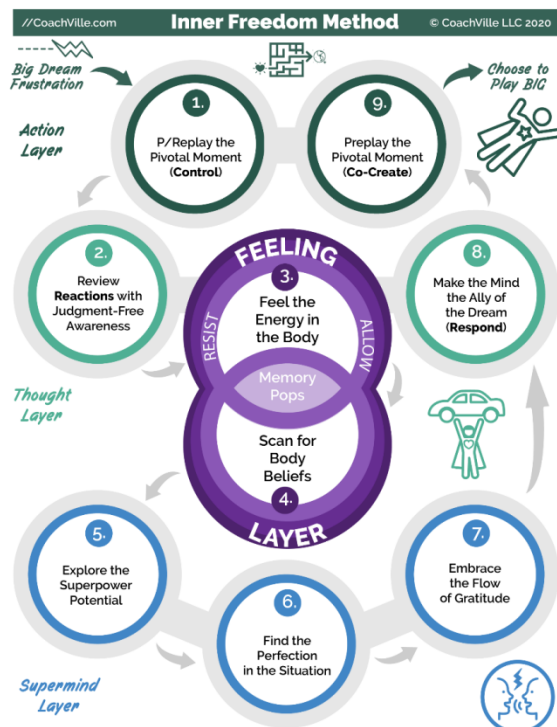 //CoachVille.com
Inner Freedom Method
© CoachVille LLC 2020
Big Dream
Frustration
Choose to
Play BIG
Action
Layer
1.
P/Replay the
Pivotal Moment
(Control)
9.
Preplay the
Pivotal Moment
(Co-Create)
2.
Review
Reactions with
Judgment-Free
Awareness
FEELING
3.
Feel the
Energy in
the Body
RESIST
ALLOW
Memory
Pops
Scan for
Body
Beliefs
4.
LAYER
8.
Make the Mind
the Ally of
the Dream
(Respond)
Thought
Layer
5.
Explore the
Superpower
Potential
6.
Find the
Perfection
in the Situation
7.
Embrace
the Flow
of Gratitude
Supermind
Layer